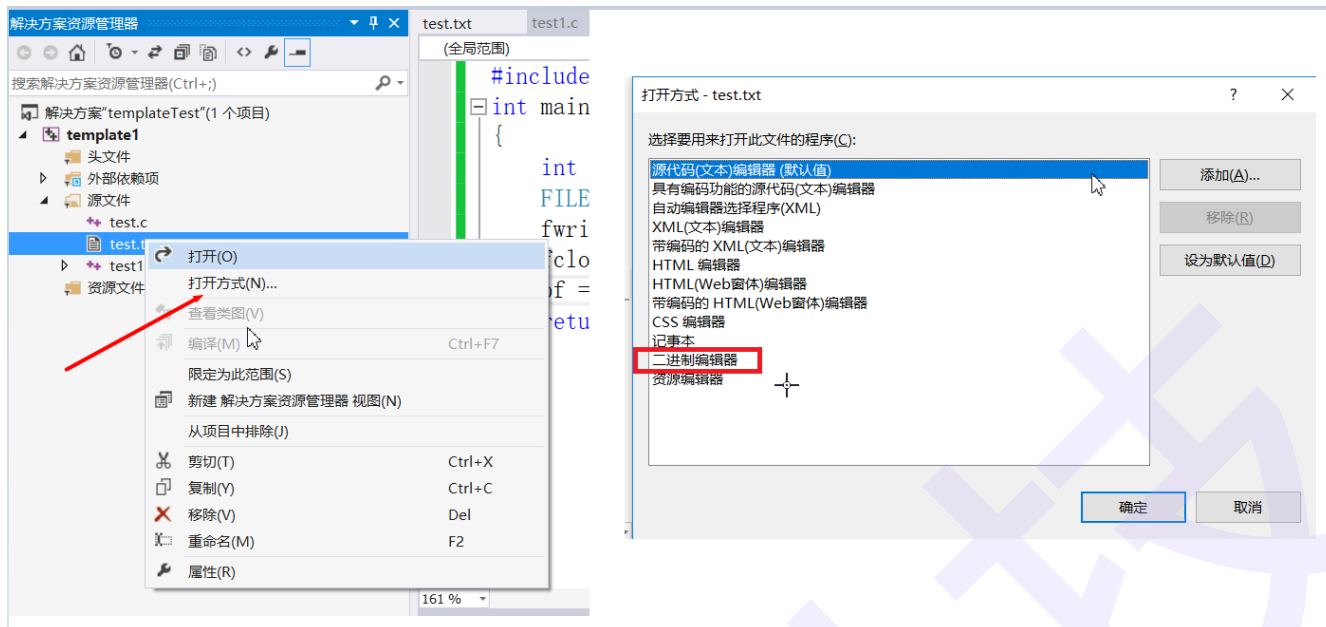 解决方案资源管理器
搜索解决方案资源管理器(Ctrl+;)
解决方案"templateTest"(1 个项目)
template1
头文件
外部依赖项
源文件
test.c
test.t
test1
资源文件
打开(O)
打开方式(N)...
查看类图(V)
编译(M) Ctrl+F7
限定为此范围(S)
新建 解决方案资源管理器 视图(N)
从项目中排除(J)
剪切(T) Ctrl+X
复制(Y) Ctrl+C
移除(V) Del
重命名(M) F2
属性(R)
test.txt test1.c
(全局范围)
#include
int main
{
int
FILE
fwri
fclo
pf =
retu
161 %
打开方式 - test.txt
选择要用来打开此文件的程序(C):
源代码(文本)编辑器 (默认值)
具有编码功能的源代码(文本)编辑器
自动编辑器选择程序(XML)
XML(文本)编辑器
带编码的 XML(文本)编辑器
HTML 编辑器
HTML(Web窗体)编辑器
带编码的 HTML(Web窗体)编辑器
CSS 编辑器
记事本
二进制编辑器
资源编辑器
添加(A)...
移除(R)
设为默认值(D)
确定 取消